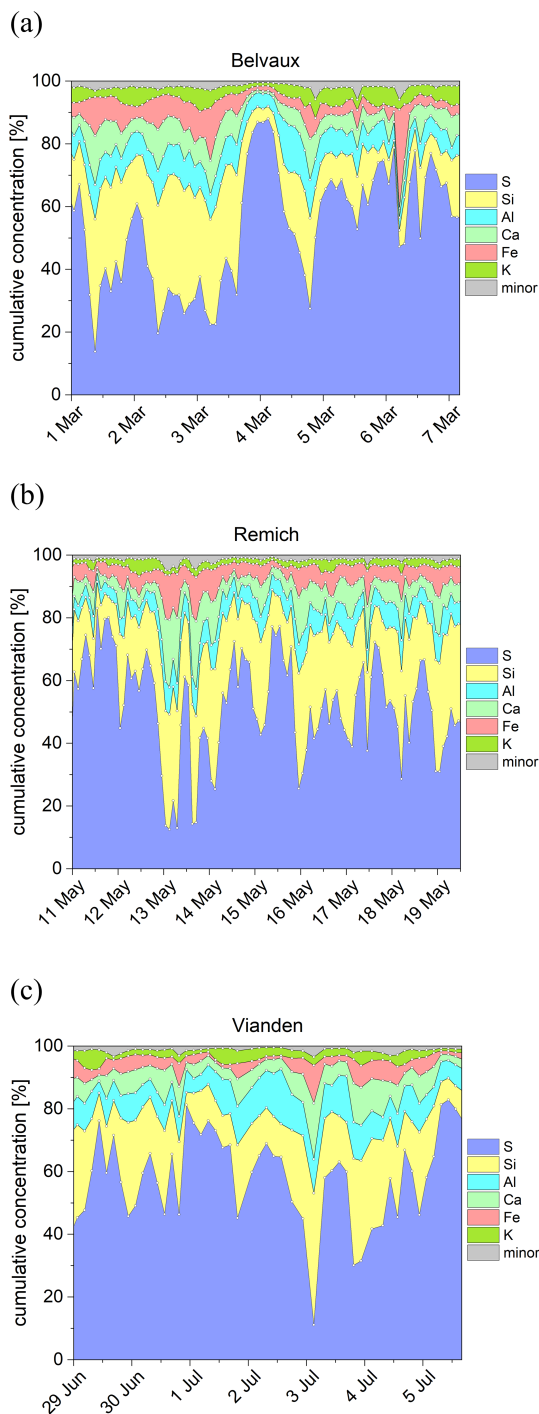 (a)
Belvaux
cumulative concentration [%]
100
80
60
40
20
0
1 Mar
2 Mar
3 Mar
4 Mar
5 Mar
6 Mar
7 Mar
S
Si
Al
Ca
Fe
K
minor
(b)
Remich
cumulative concentration [%]
100
80
60
40
20
0
11 May
12 May
13 May
14 May
15 May
16 May
17 May
18 May
19 May
S
Si
Al
Ca
Fe
K
minor
(c)
Vianden
cumulative concentration [%]
100
80
60
40
20
0
29 Jun
30 Jun
1 Jul
2 Jul
3 Jul
4 Jul
5 Jul
S
Si
Al
Ca
Fe
K
minor